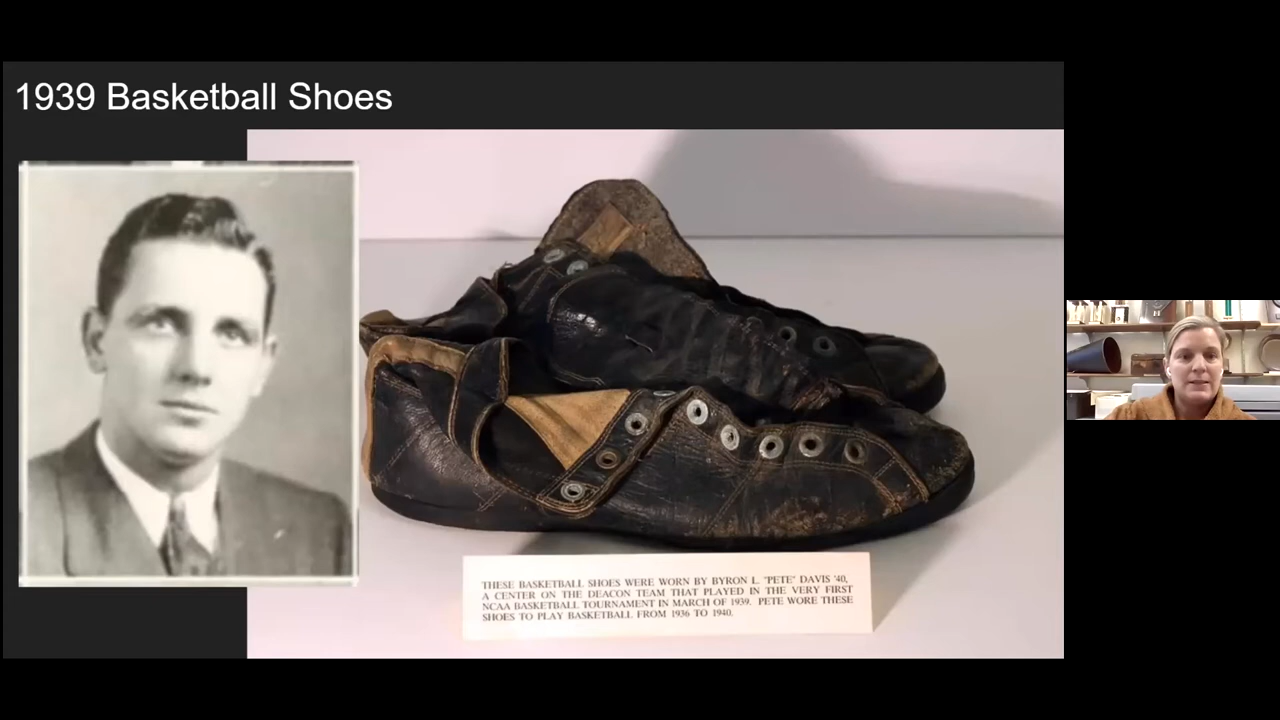 1939 Basketball Shoes
THESE BASKETBALL SHOES WERE WORN BY BYRON L. "PETE" DAVIS '40,
A CENTER ON THE DEACON TEAM THAT PLAYED IN THE VERY FIRST
NCAA BASKETBALL TOURNAMENT IN MARCH OF 1939. PETE WORE THESE
SHOES TO PLAY BASKETBALL FROM 1936 TO 1940.